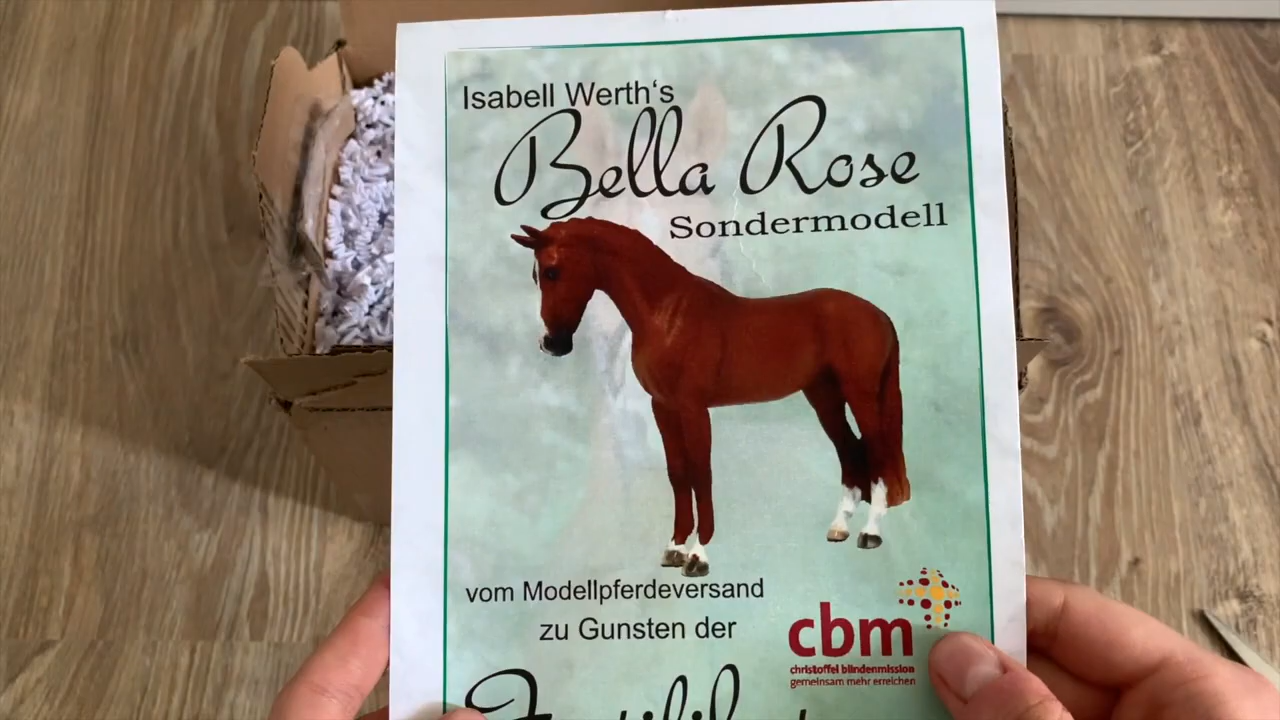 Isabell Werth‘s
Bella Rose
Sondermodell
vom Modellpferdeversand
zu Gunsten der
cbm
christoffel blindenmission
gemeinsam mehr erreichen